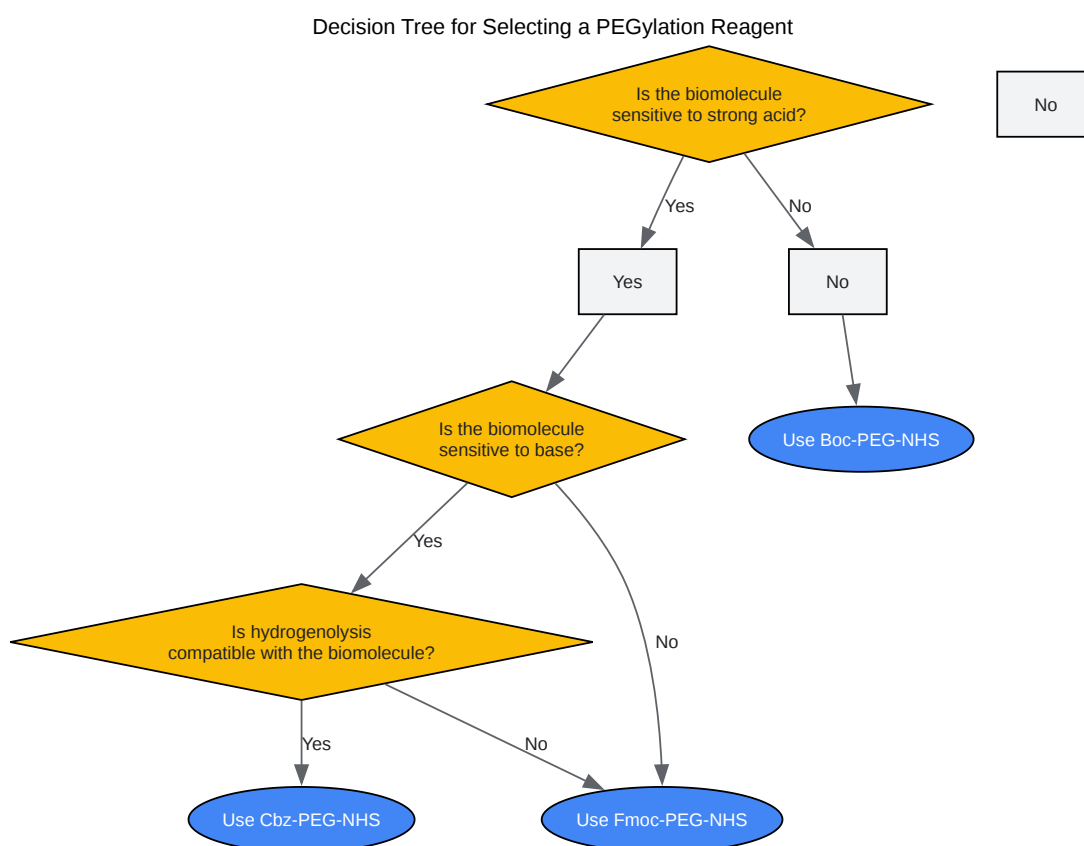 Decision Tree for Selecting a PEGylation Reagent
Is the biomolecule
sensitive to strong acid?
No
Yes
No
Yes
No
Is the biomolecule
sensitive to base?
Use Boc-PEG-NHS
Yes
Is hydrogenolysis
compatible with the biomolecule?
No
Yes
No
Use Cbz-PEG-NHS
Use Fmoc-PEG-NHS